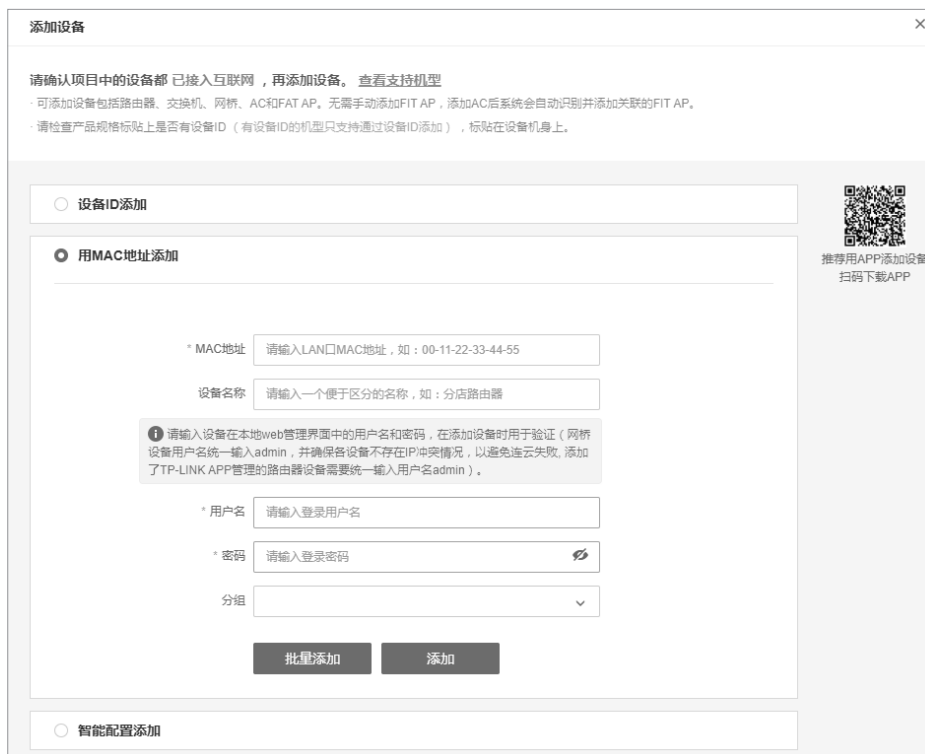 添加设备
请确认项目中的设备都 已接入互联网 ，再添加设备。 查看支持机型
· 可添加设备包括路由器、交换机、网桥、AC和FAT AP。无需手动添加FIT AP，添加AC后系统会自动识别并添加关联的FIT AP。
· 请检查产品规格标贴上是否有设备ID（有设备ID的机型只支持通过设备ID添加），标贴在设备机身上。
设备ID添加
推荐用APP添加设备
扫码下载APP
用MAC地址添加
* MAC地址 请输入LAN口MAC地址，如：00-11-22-33-44-55
设备名称 请输入一个便于区分的名称，如：分店路由器
请输入设备在本地web管理界面中的用户名和密码，在添加设备时用于验证（网桥
设备用户名统一输入admin，并确保各设备不存在IP冲突情况，以避免连云失败, 添加
了TP-LINK APP管理的路由器设备需要统一输入用户名admin）。
* 用户名 请输入登录用户名
* 密码 请输入登录密码
分组
批量添加 添加
智能配置添加